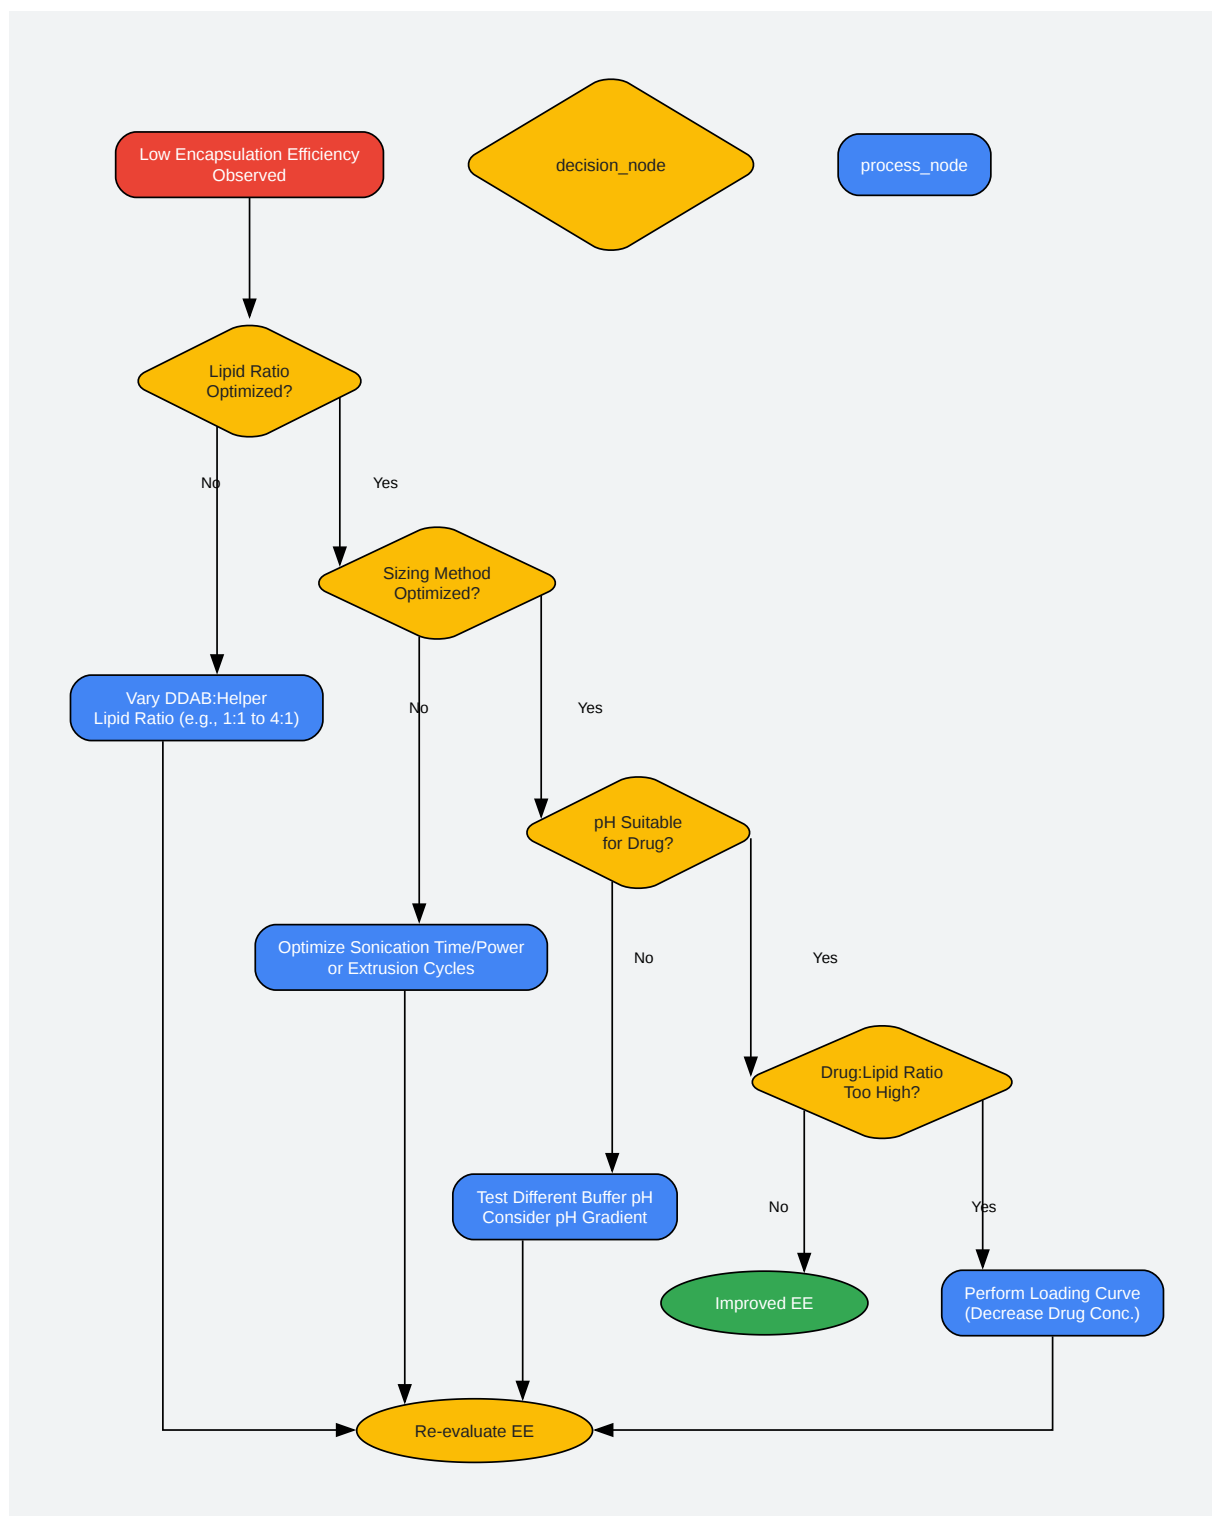 Low Encapsulation Efficiency
Observed
decision_node
process_node
Lipid Ratio
Optimized?
No
Yes
Sizing Method
Optimized?
Vary DDAB:Helper
Lipid Ratio (e.g., 1:1 to 4:1)
No
Yes
pH Suitable
for Drug?
Optimize Sonication Time/Power
or Extrusion Cycles
No
Yes
Drug:Lipid Ratio
Too High?
Test Different Buffer pH
Consider pH Gradient
No
Yes
Improved EE
Perform Loading Curve
(Decrease Drug Conc.)
Re-evaluate EE